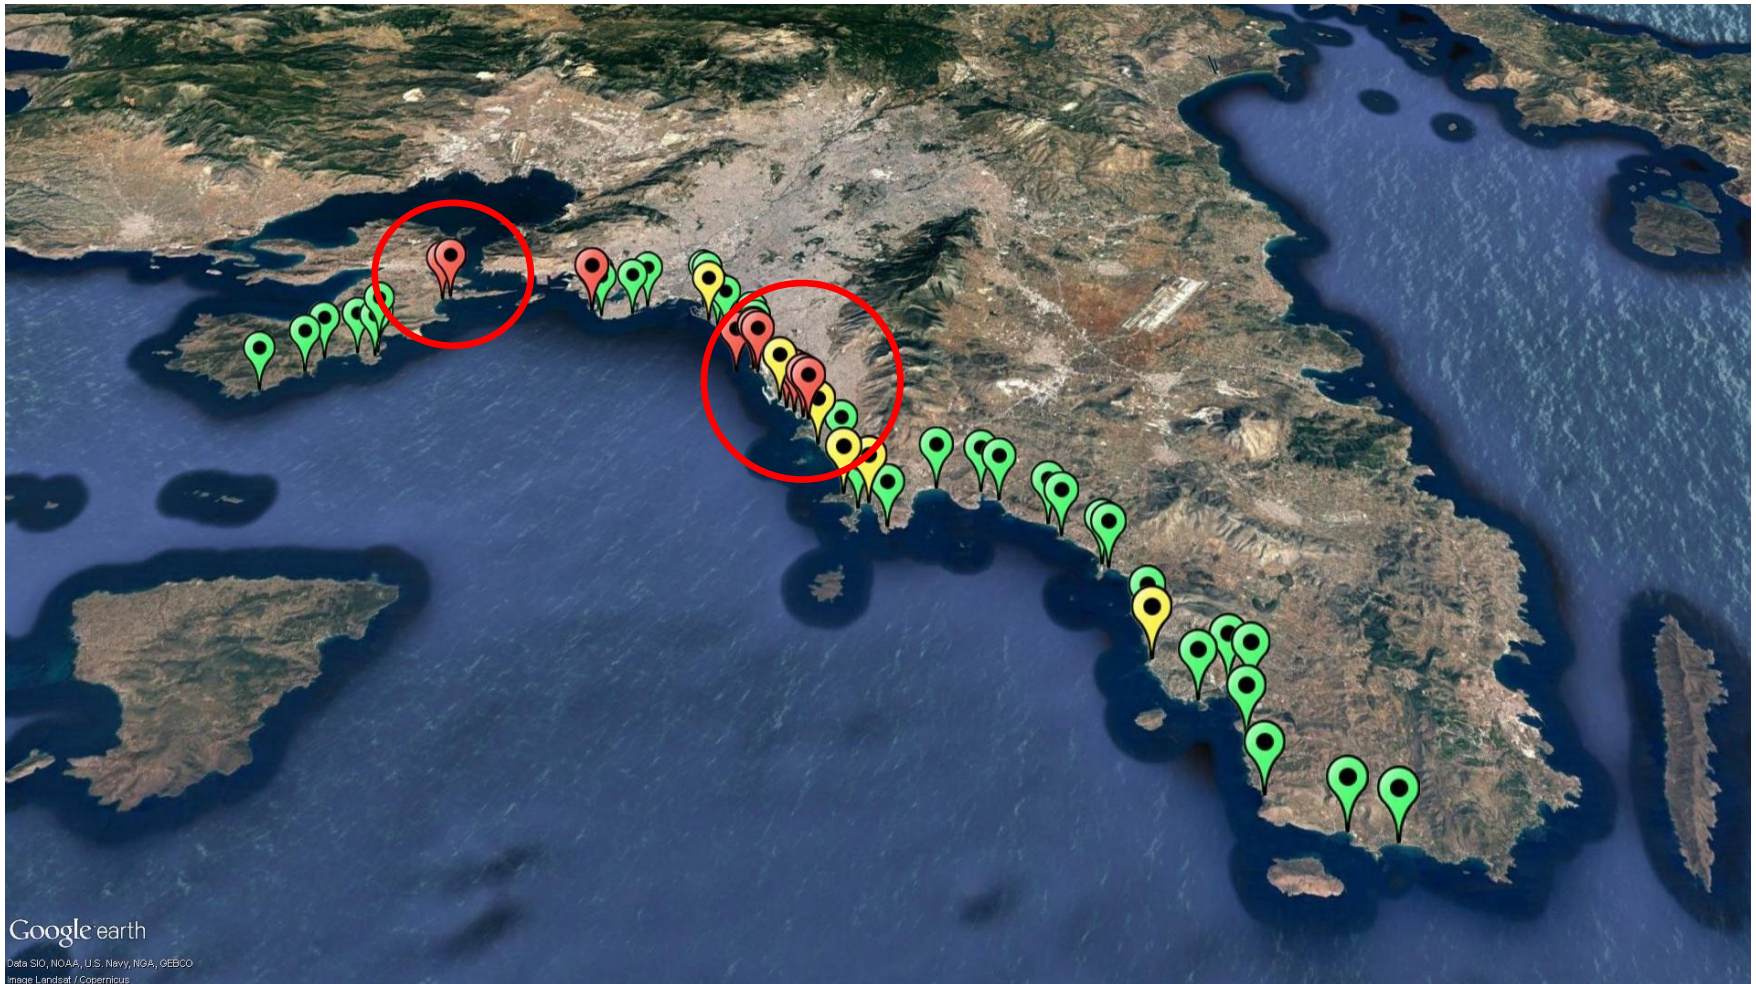 Google earth
Data SIO, NOAA, U.S. Navy, NGA, GEBCO
Image Landsat / Copernicus